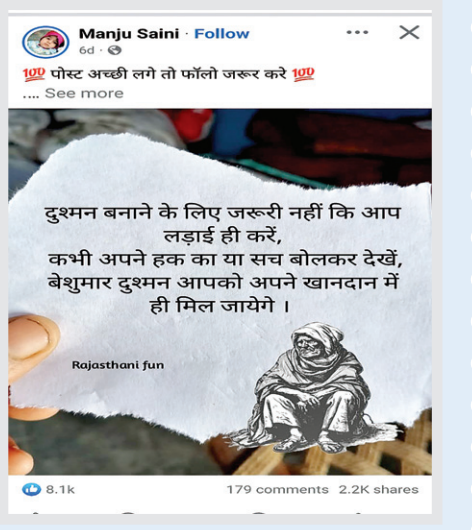 Manju Saini · Follow
6d ·
💯 पोस्ट अच्छी लगे तो फॉलो जरूर करे 💯
.... See more
दुश्मन बनाने के लिए जरूरी नहीं कि आप
लड़ाई ही करें,
कभी अपने हक का या सच बोलकर देखें,
बेशुमार दुश्मन आपको अपने खानदान में
ही मिल जायेगे ।
Rajasthani fun
8.1k
179 comments 2.2K shares